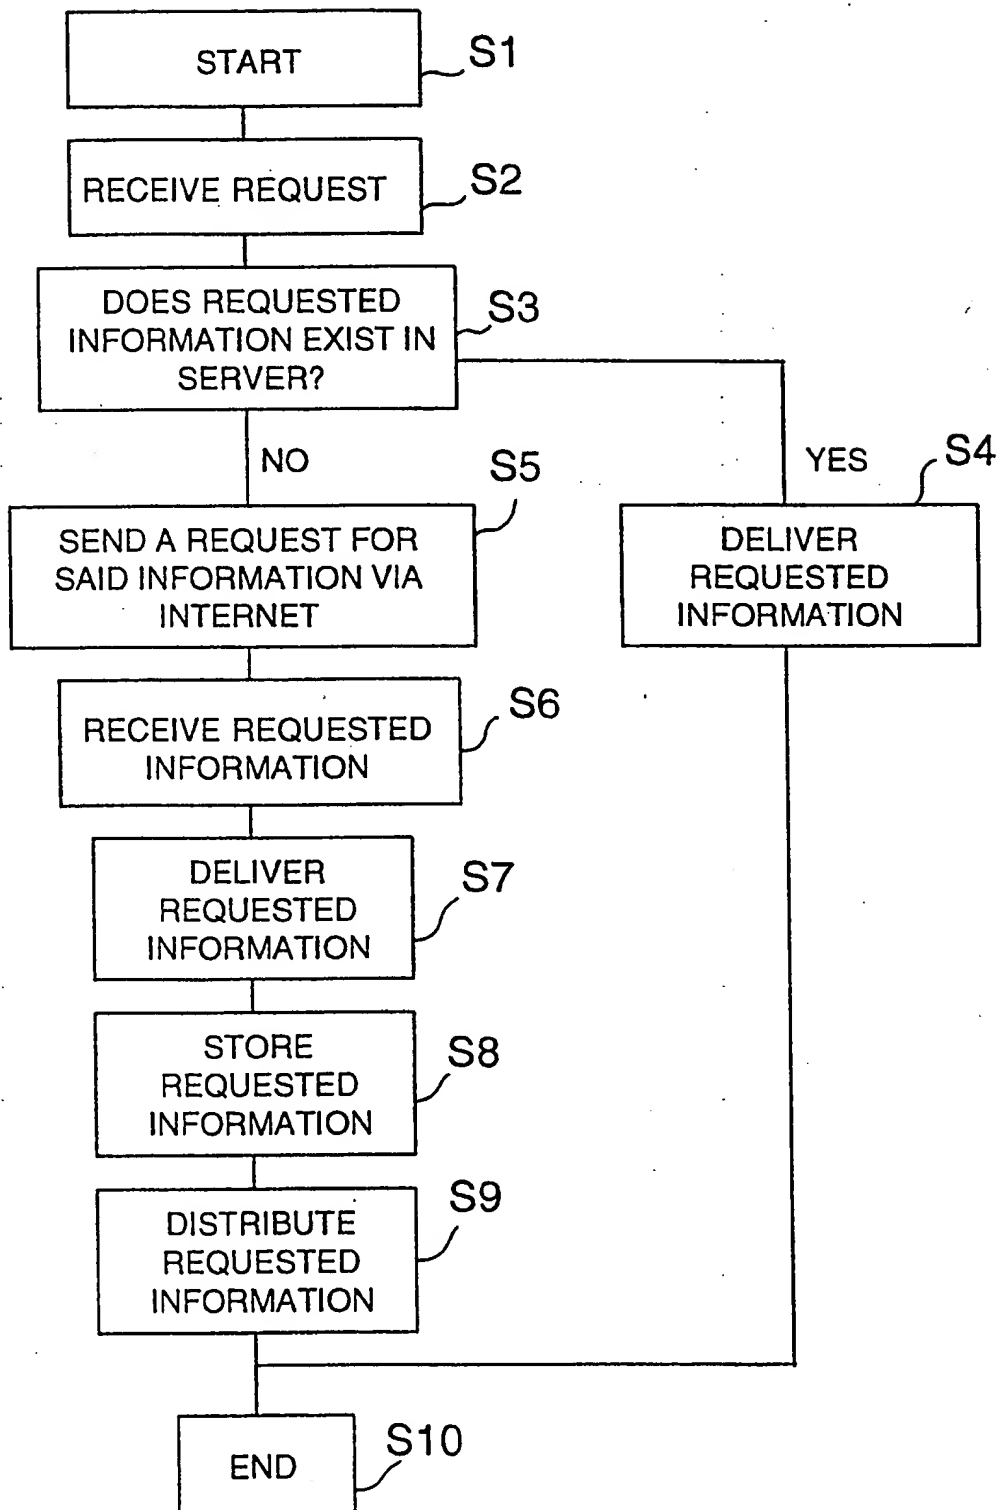 START
S1
RECEIVE REQUEST
S2
DOES REQUESTED
INFORMATION EXIST IN
SERVER?
S3
NO
YES
S4
DELIVER
REQUESTED
INFORMATION
S5
SEND A REQUEST FOR
SAID INFORMATION VIA
INTERNET
S6
RECEIVE REQUESTED
INFORMATION
S7
DELIVER
REQUESTED
INFORMATION
S8
STORE
REQUESTED
INFORMATION
S9
DISTRIBUTE
REQUESTED
INFORMATION
S10
END